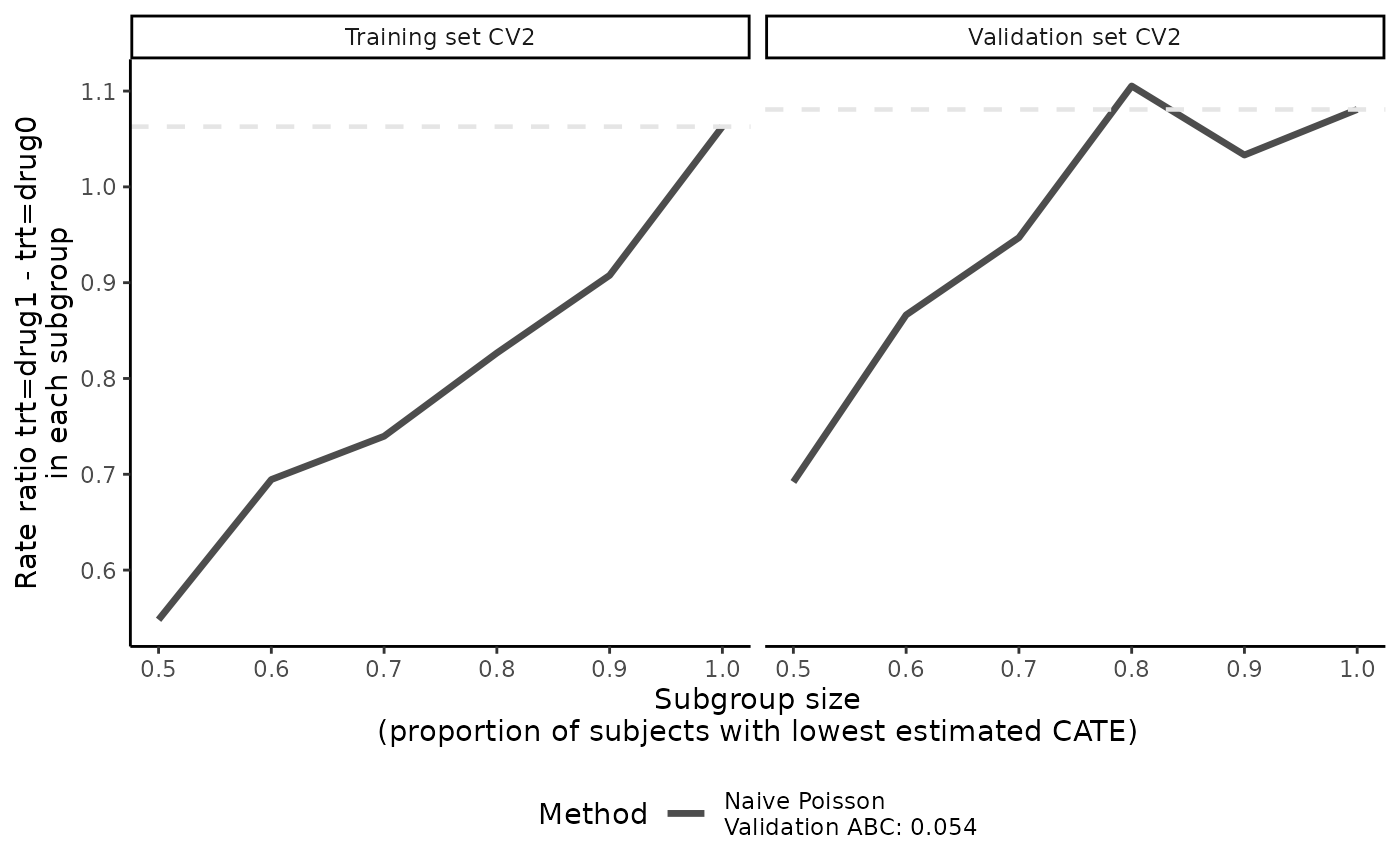 Training set CV2
Validation set CV2
Rate ratio trt=drug1 - trt=drug0
in each subgroup
1.1
1.0
0.9
0.8
0.7
0.6
0.5 0.6 0.7 0.8 0.9 1.0
0.5 0.6 0.7 0.8 0.9 1.0
Subgroup size
(proportion of subjects with lowest estimated CATE)
Method
Naive Poisson
Validation ABC: 0.054